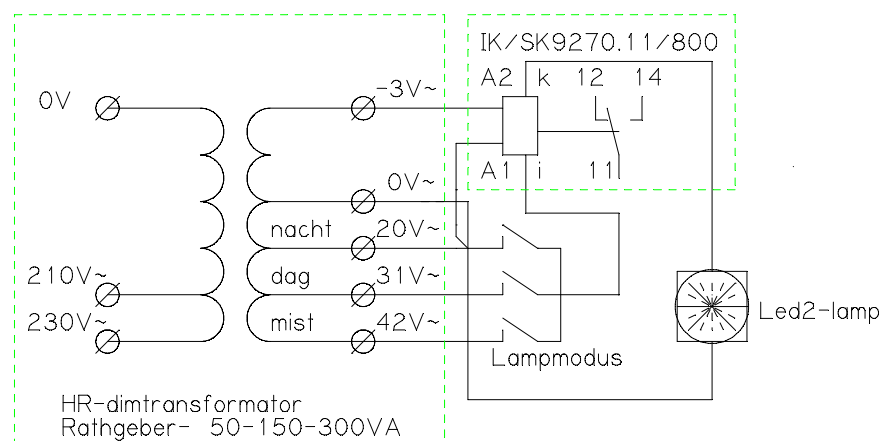 IK/SK9270.11/800
A2 k 12 14
-3V~
0V
A1 i 11
0V~
nacht 20V~
210V~ dag 31V~
230V~ mist 42V~
Led2-lamp
Lampmodus
HR-dimtransformator
Rathgeber- 50-150-300VA